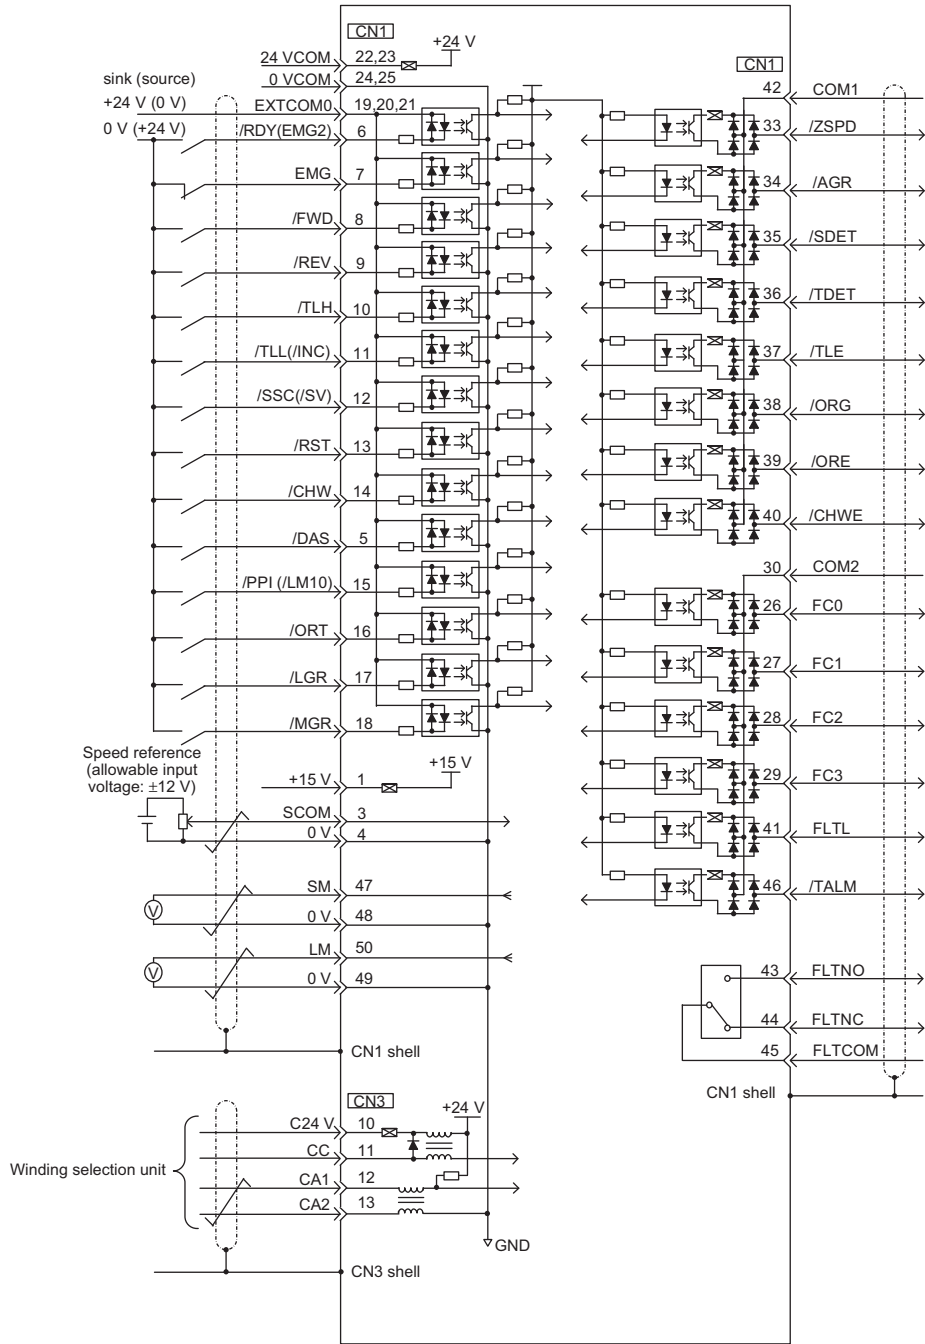 CN1
+24 V
24 VCOM 22,23
0 VCOM 24,25
sink (source)
+24 V (0 V) EXTCOM0 19,20,21
0 V (+24 V) /RDY(EMG2) 6
EMG 7
/FWD 8
/REV 9
/TLH 10
/TLL(/INC) 11
/SSC(/SV) 12
/RST 13
/CHW 14
/DAS 5
/PPI (/LM10) 15
/ORT 16
/LGR 17
/MGR 18
Speed reference
(allowable input
voltage: ±12 V)
+15 V 1 +15 V
SCOM 3
0 V 4
SM 47
V
0 V 48
LM 50
V
0 V 49
CN1 shell
CN3
+24 V
C24 V 10
CC 11
Winding selection unit
CA1 12
CA2 13
GND
CN3 shell
CN1
42 COM1
33 /ZSPD
34 /AGR
35 /SDET
36 /TDET
37 /TLE
38 /ORG
39 /ORE
40 /CHWE
30 COM2
26 FC0
27 FC1
28 FC2
29 FC3
41 FLTL
46 /TALM
43 FLTNO
44 FLTNC
45 FLTCOM
CN1 shell